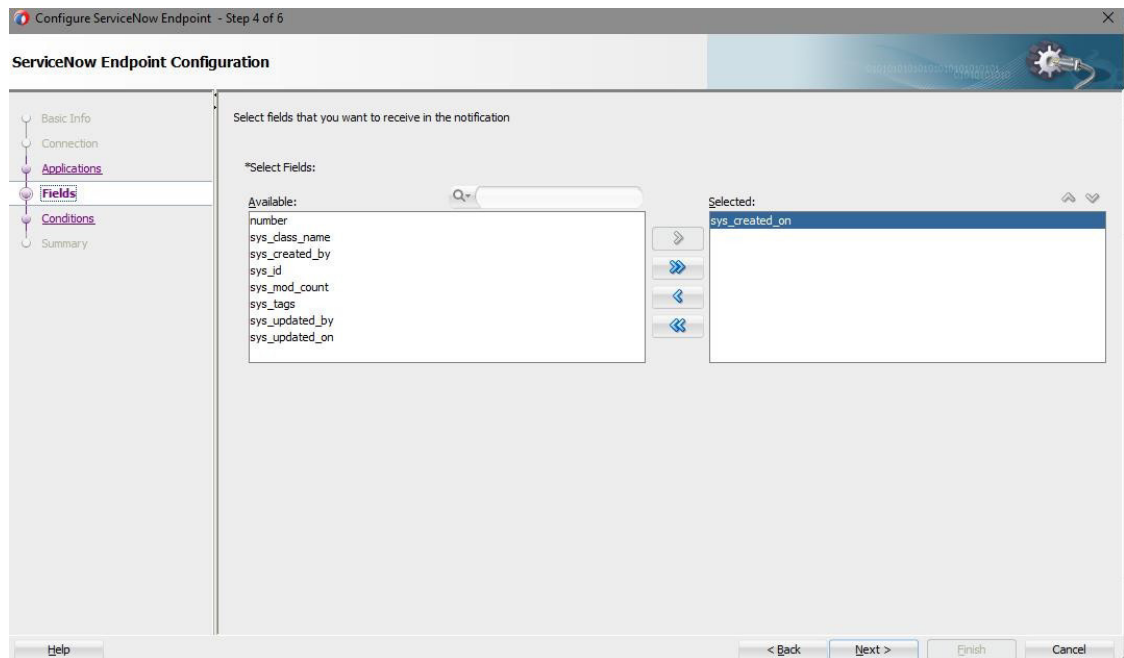 Configure ServiceNow Endpoint - Step 4 of 6
ServiceNow Endpoint Configuration
Basic Info
Connection
Applications
Fields
Conditions
Summary
Select fields that you want to receive in the notification
*Select Fields:
Available:
number
sys_class_name
sys_created_by
sys_id
sys_mod_count
sys_tags
sys_updated_by
sys_updated_on
Selected:
sys_created_on
Help
< Back
Next >
Finish
Cancel